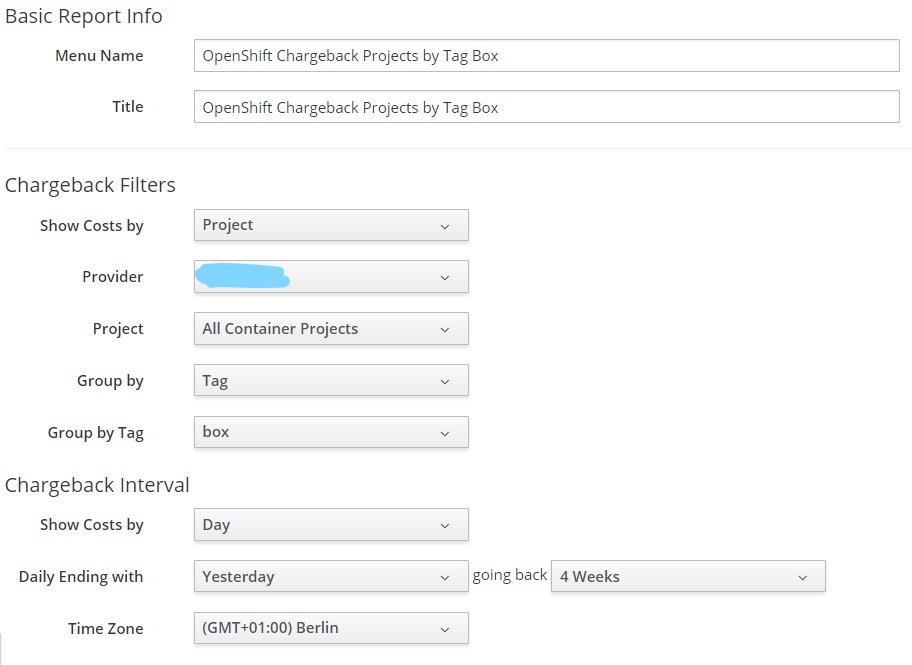 Basic Report Info
Menu Name OpenShift Chargeback Projects by Tag Box
Title OpenShift Chargeback Projects by Tag Box
Chargeback Filters
Show Costs by Project
Provider
Project All Container Projects
Group by Tag
Group by Tag box
Chargeback Interval
Show Costs by Day
Daily Ending with Yesterday going back 4 Weeks
Time Zone (GMT+01:00) Berlin